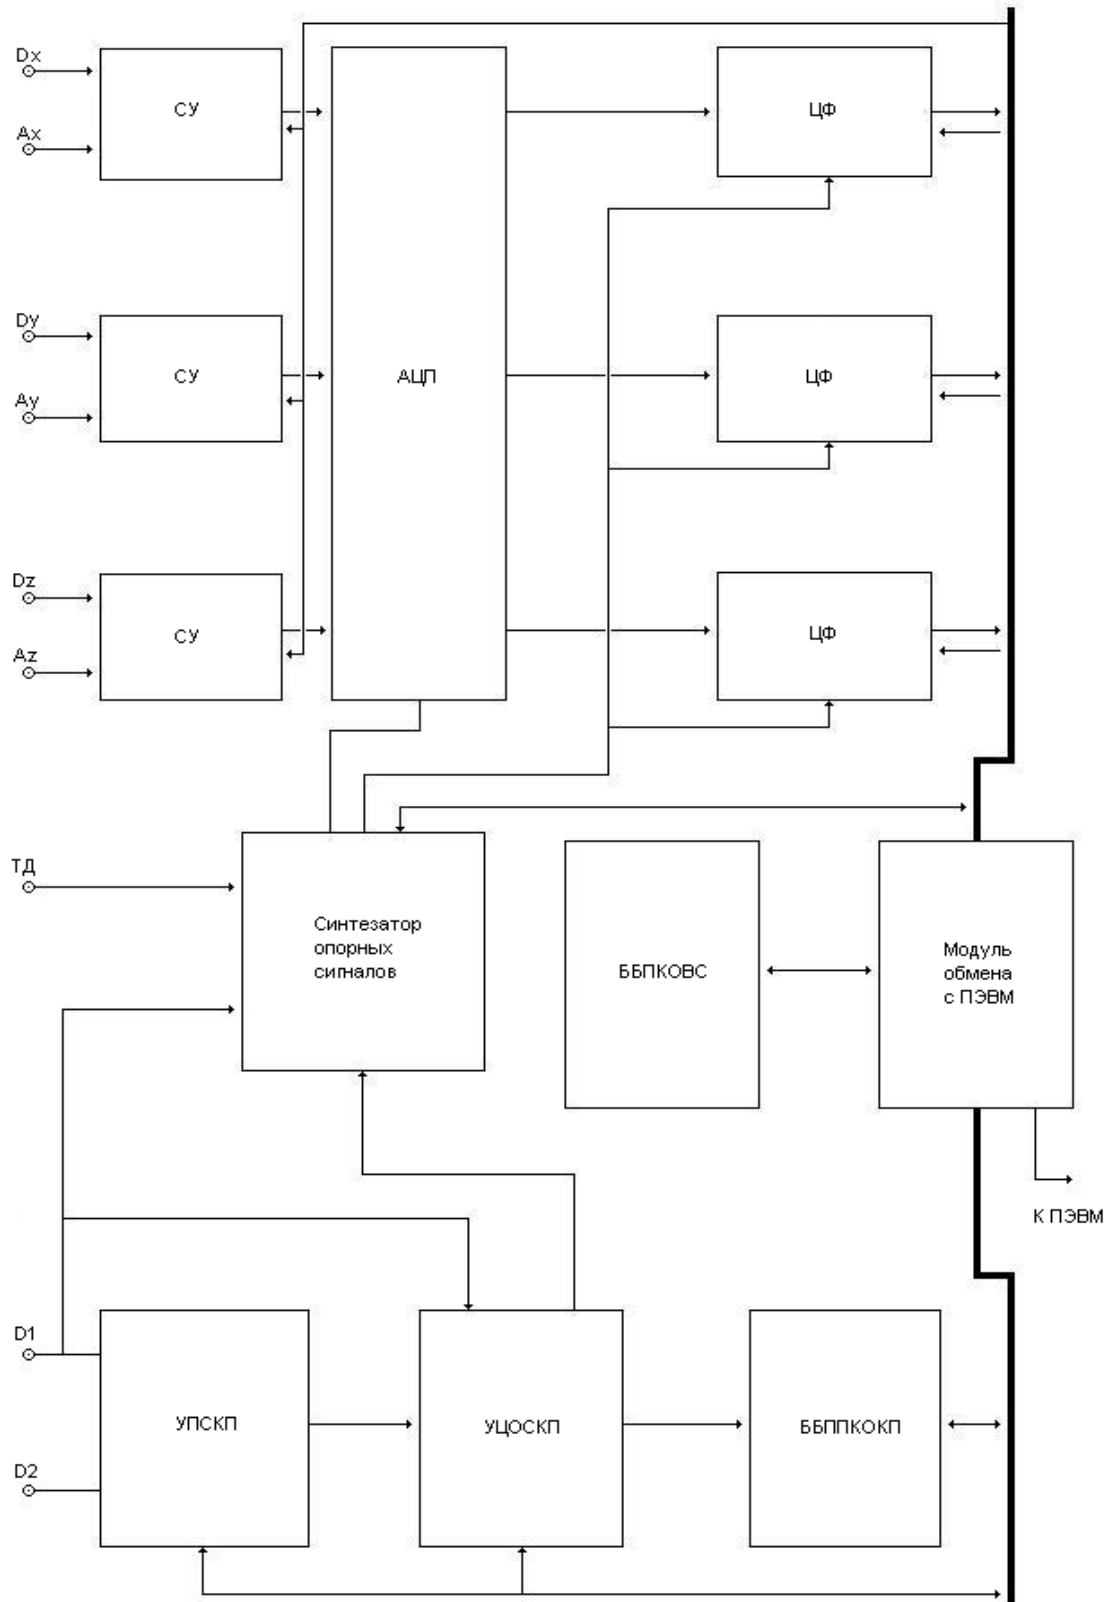 Dx
СУ
ЦФ
Ax
Dy
СУ
АЦП
ЦФ
Ay
Dz
СУ
ЦФ
Az
ТД
Синтезатор
опорных
сигналов
ББПКОВС
Модуль
обмена
с ПЭВМ
К ПЭВМ
D1
УПСКП
УЦОСКП
ББППКОКП
D2